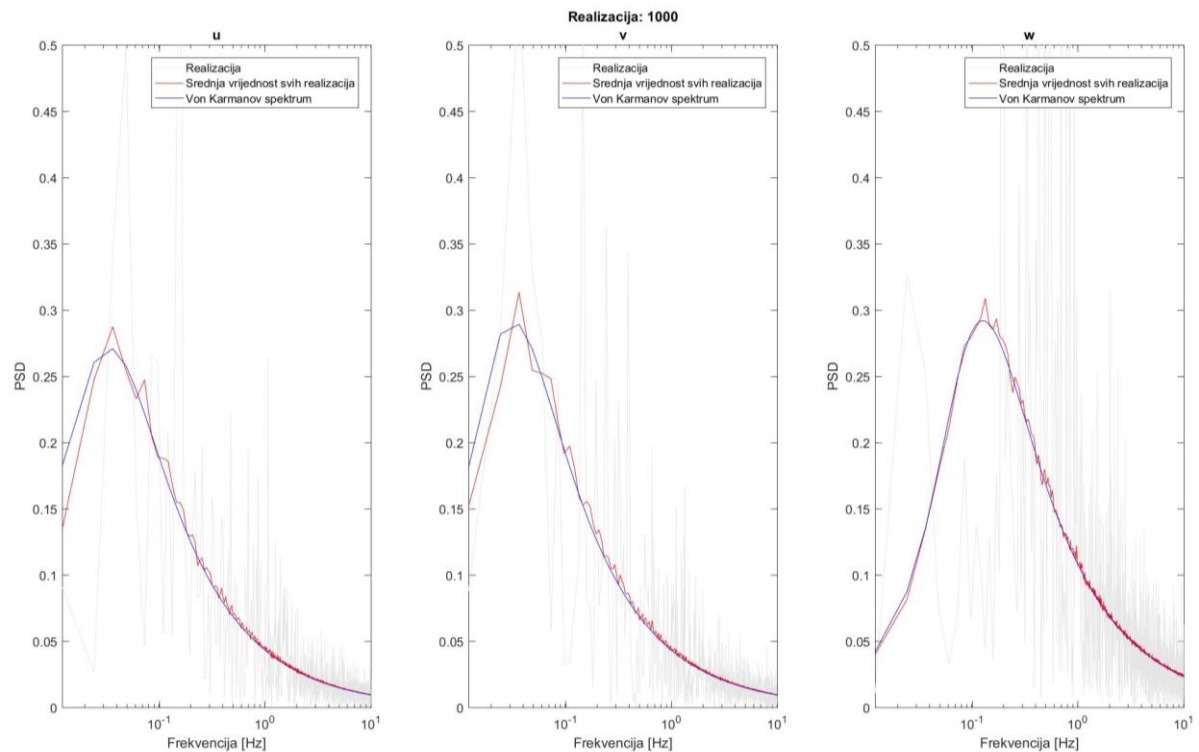 Realizacija: 1000
u
0.5
0.45
0.4
0.35
0.3
0.25
0.2
0.15
0.1
0.05
0
PSD
Realizacija
Srednja vrijednost svih realizacija
Von Karmanov spektrum
10^-1
10^0
10^1
Frekvencija [Hz]
v
0.5
0.45
0.4
0.35
0.3
0.25
0.2
0.15
0.1
0.05
0
PSD
Realizacija
Srednja vrijednost svih realizacija
Von Karmanov spektrum
10^-1
10^0
10^1
Frekvencija [Hz]
w
0.5
0.45
0.4
0.35
0.3
0.25
0.2
0.15
0.1
0.05
0
PSD
Realizacija
Srednja vrijednost svih realizacija
Von Karmanov spektrum
10^-1
10^0
10^1
Frekvencija [Hz]